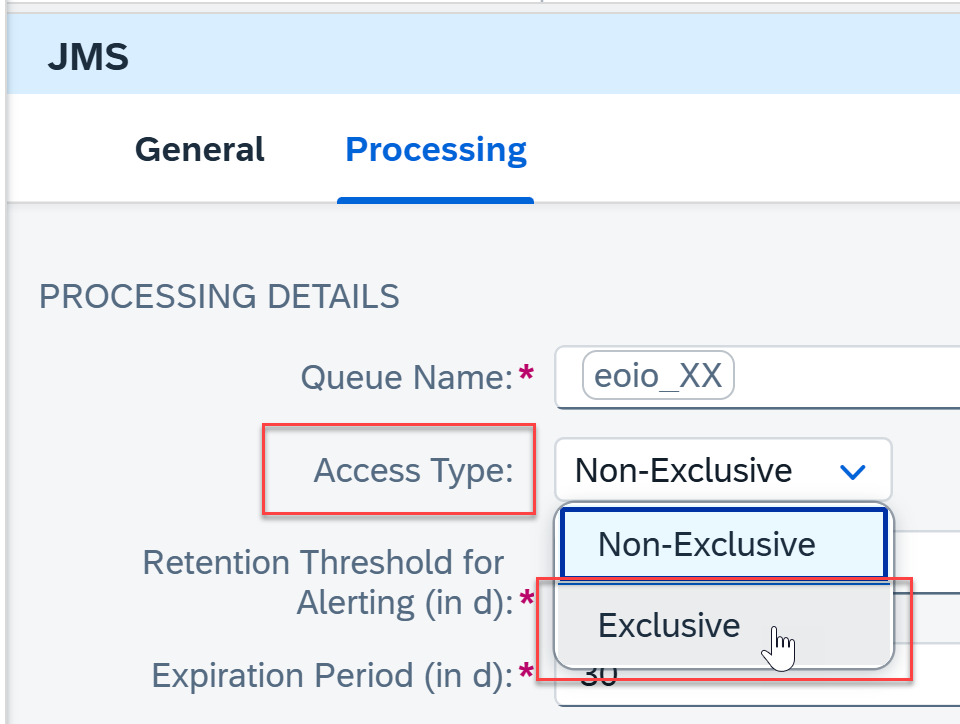 JMS
General Processing
PROCESSING DETAILS
Queue Name:* eoio_XX
Access Type: Non-Exclusive
Non-Exclusive
Retention Threshold for
Alerting (in d):*
Exclusive
Expiration Period (in d):* 30